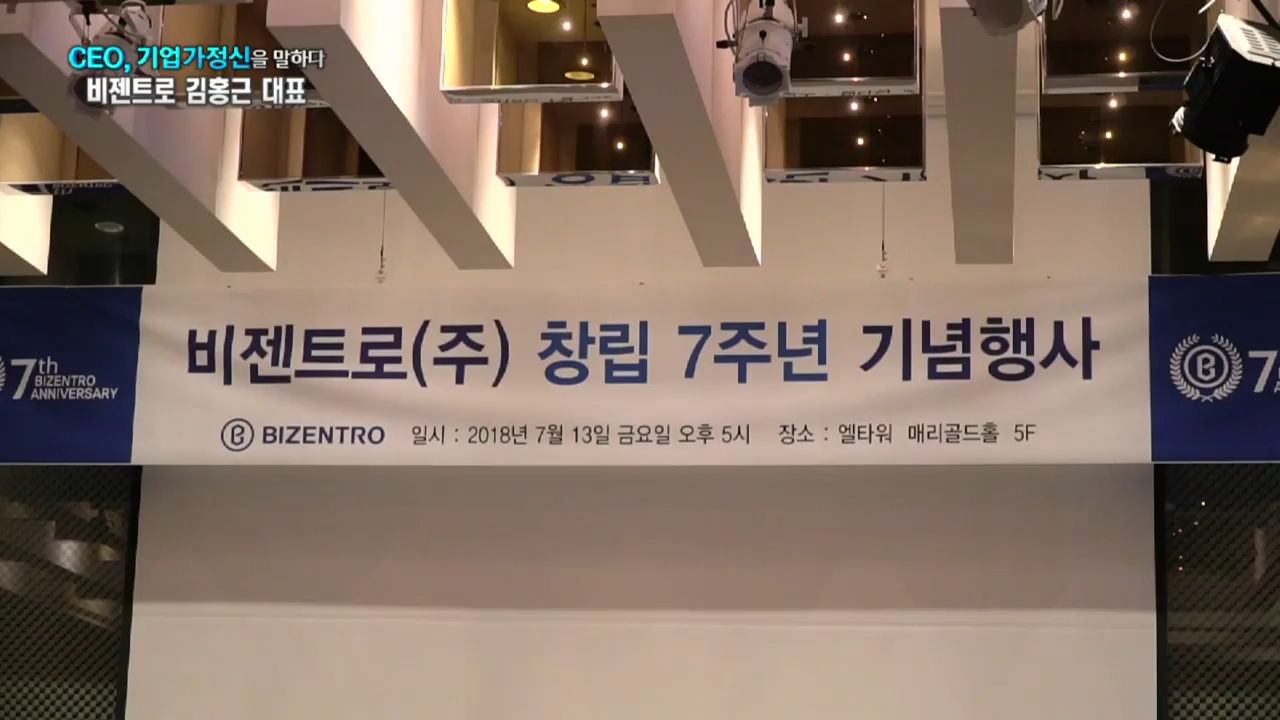 CEO, 기업가정신을 말하다
비젠트로 김홍근 대표
비젠트로(주) 창립 7주년 기념행사
BIZENTRO 일시 : 2018년 7월 13일 금요일 오후 5시 장소 : 엘타워 매리골드홀 5F
7th
BIZENTRO
ANNIVERSARY
B 7